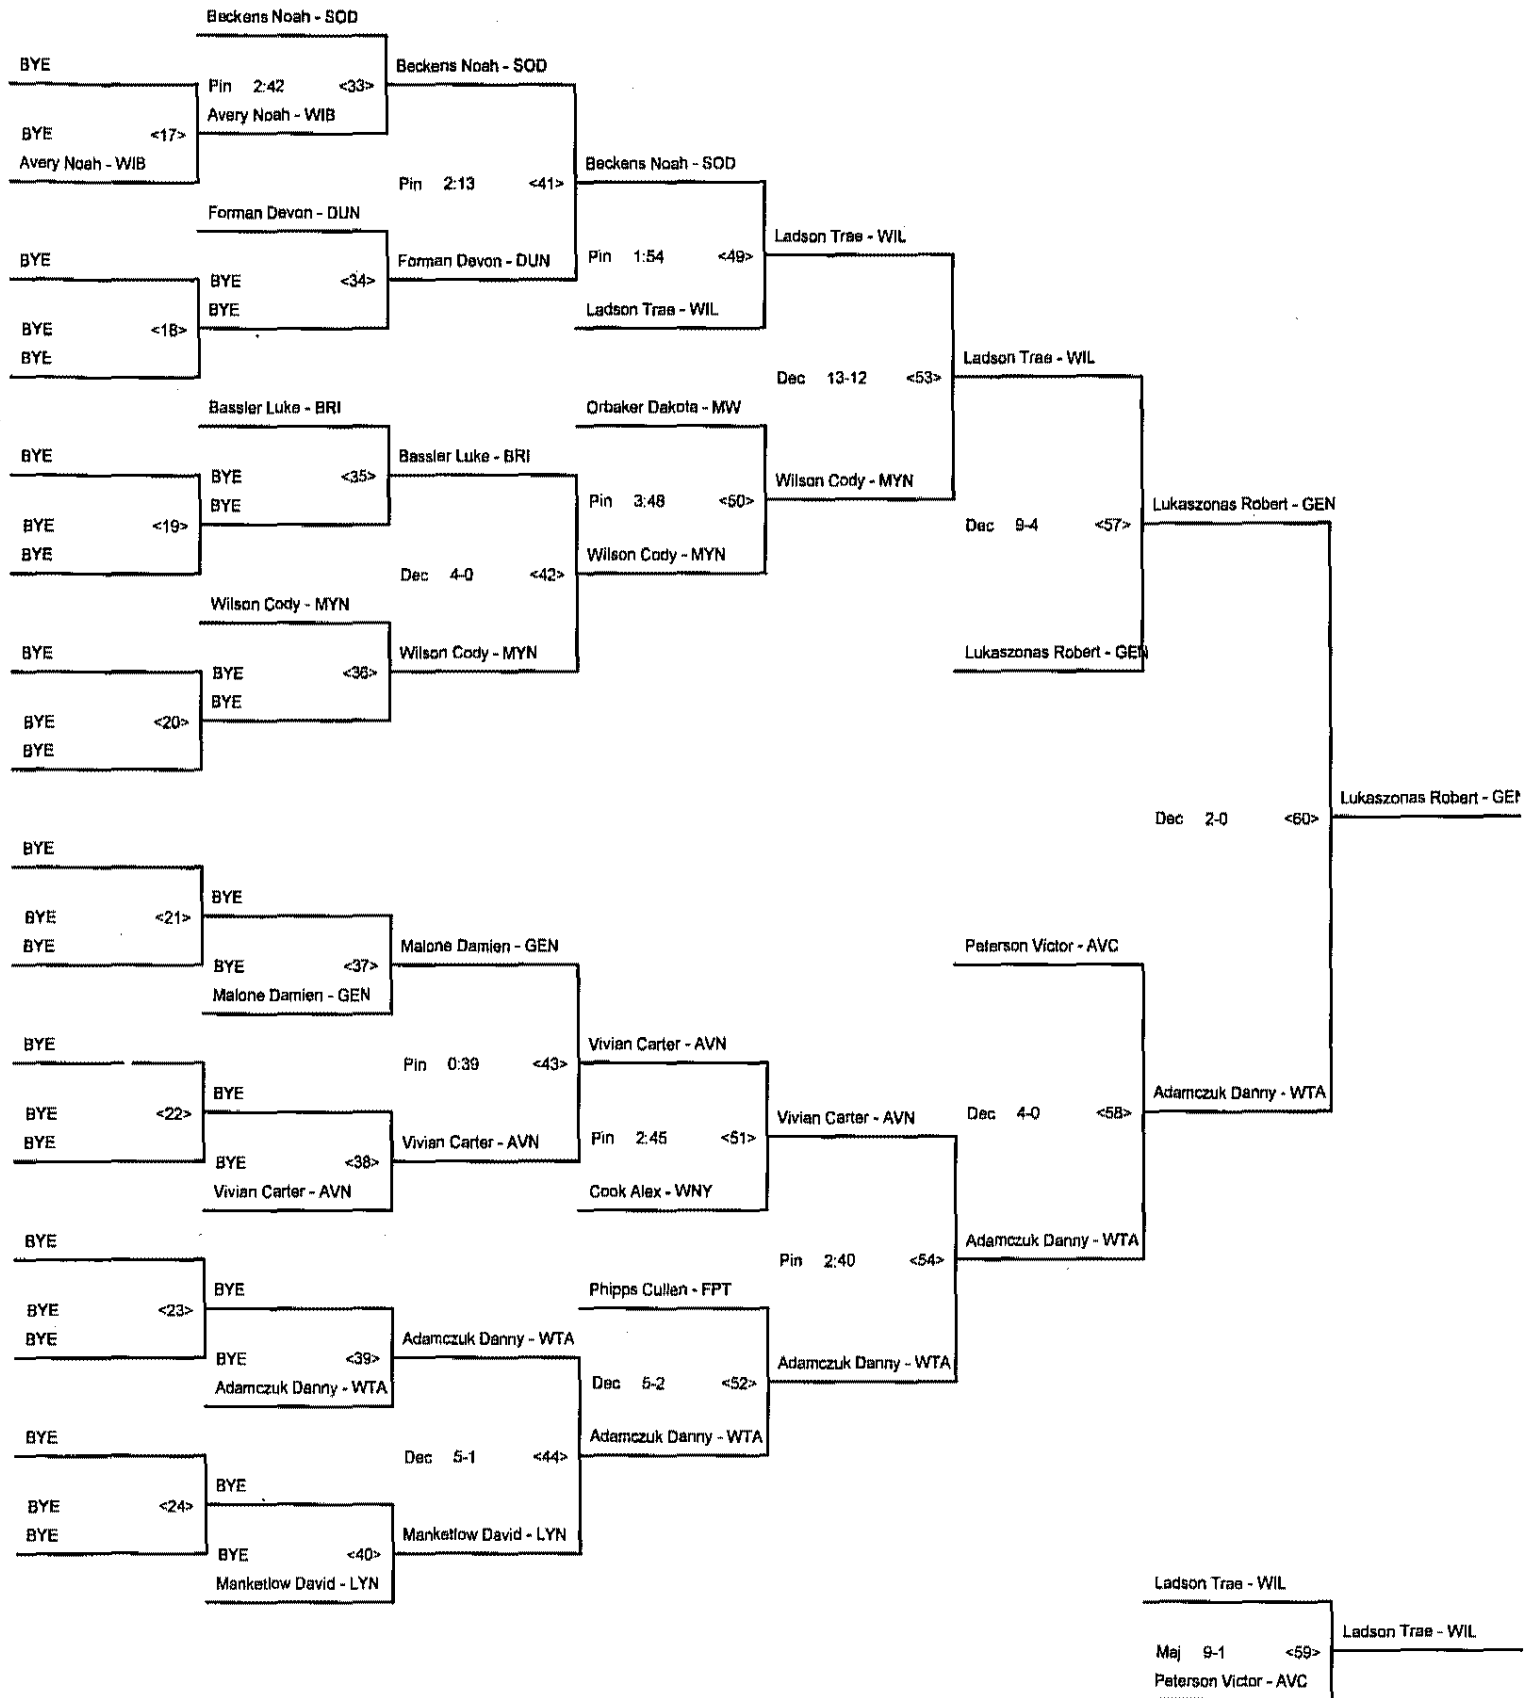 Beckens Noah - SOD
BYE
Pin 2:42 <33>
Beckens Noah - SOD
Avery Noah - WIB
BYE <17>
Avery Noah - WIB
Pin 2:13 <41>
Beckens Noah - SOD
Forman Devon - DUN
BYE
BYE <34>
Forman Devon - DUN
BYE
BYE <18>
BYE
Pin 1:54 <49>
Ladson Trae - WIL
Ladson Trae - WIL
Dec 13-12 <53>
Ladson Trae - WIL
Bassler Luke - BRI
Orbaker Dakota - MW
BYE
BYE <35>
Bassler Luke - BRI
BYE
BYE <19>
BYE
Pin 3:48 <50>
Wilson Cody - MYN
Wilson Cody - MYN
Dec 4-0 <42>
Dec 9-4 <57>
Lukaszonas Robert - GEN
Wilson Cody - MYN
BYE
BYE <36>
Wilson Cody - MYN
Lukaszonas Robert - GEN
BYE
BYE <20>
BYE
Dec 2-0 <60>
Lukaszonas Robert - GEN
BYE
BYE
BYE <21>
BYE
BYE <37>
Malone Damien - GEN
Malone Damien - GEN
Peterson Victor - AVC
BYE
Pin 0:39 <43>
Vivian Carter - AVN
BYE
BYE <22>
BYE
BYE <38>
Vivian Carter - AVN
Vivian Carter - AVN
Pin 2:45 <51>
Vivian Carter - AVN
Cook Alex - WNY
Dec 4-0 <58>
Adamczuk Danny - WTA
BYE
BYE
BYE <23>
BYE
BYE <39>
Adamczuk Danny - WTA
Adamczuk Danny - WTA
Phipps Cullen - FPT
Pin 2:40 <54>
Adamczuk Danny - WTA
Dec 5-2 <52>
Adamczuk Danny - WTA
Adamczuk Danny - WTA
BYE
Dec 5-1 <44>
BYE
BYE <24>
BYE
BYE <40>
Manketlow David - LYN
Manketlow David - LYN
Ladson Trae - WIL
Maj 9-1 <59>
Ladson Trae - WIL
Peterson Victor - AVC